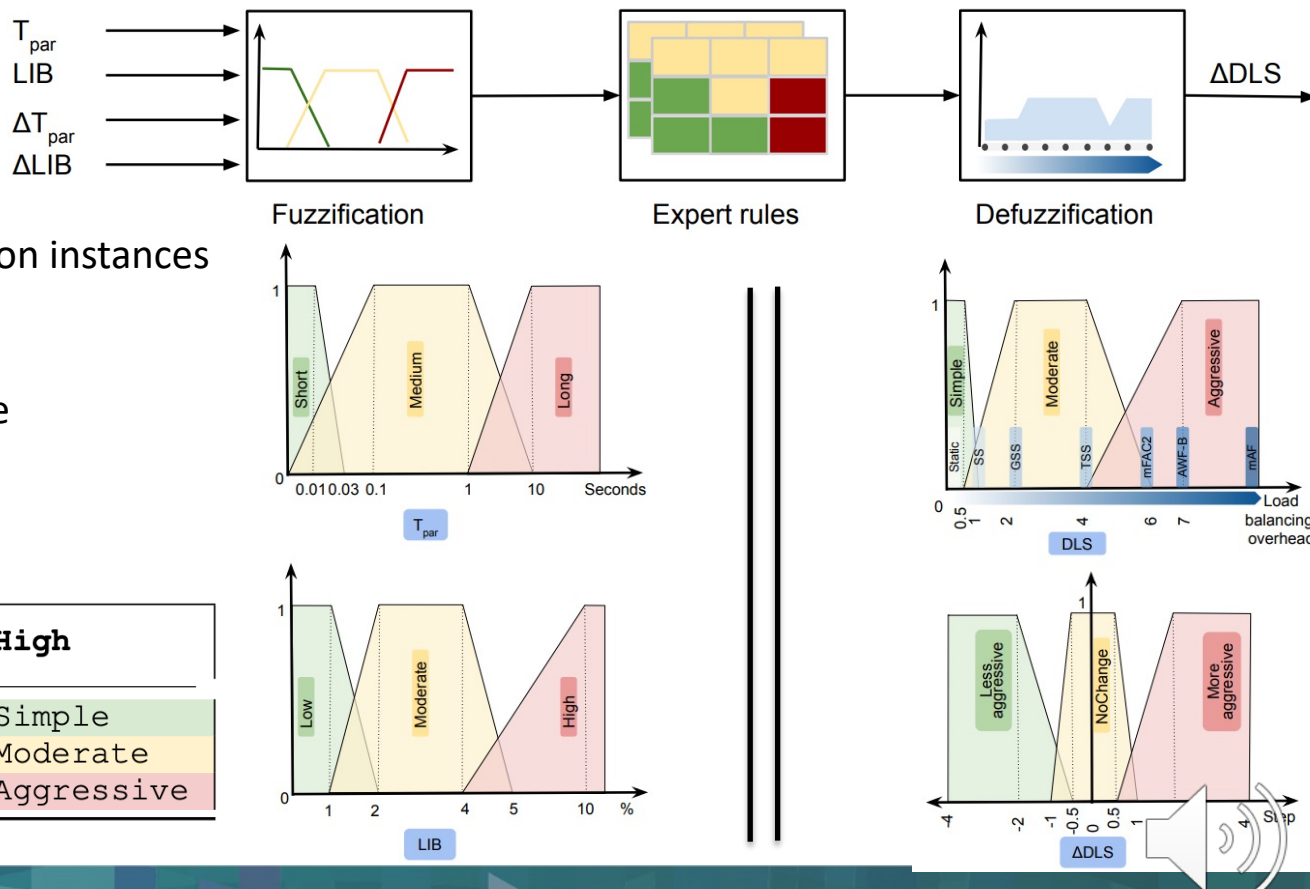 T_par
LIB
ΔT_par
ΔLIB
ΔDLS
Fuzzification
Expert rules
Defuzzification
on instances
e
High
Simple
Moderate
Aggressive
1
0
Short
Medium
Long
0.01 0.03 0.1 1 10 Seconds
T_par
1
0
Low
Moderate
High
1 2 4 5 10 %
LIB
1
0
Simple
Moderate
Aggressive
Static
SS
GSS
TSS
mFAC2
AWF-B
mAF
0.5 1 2 4 6 7
Load
balancing
overhead
DLS
1
Less
aggressive
NoChange
More
aggressive
-4 -2 -1 -0.5 0 0.5 1 4 Step
ΔDLS